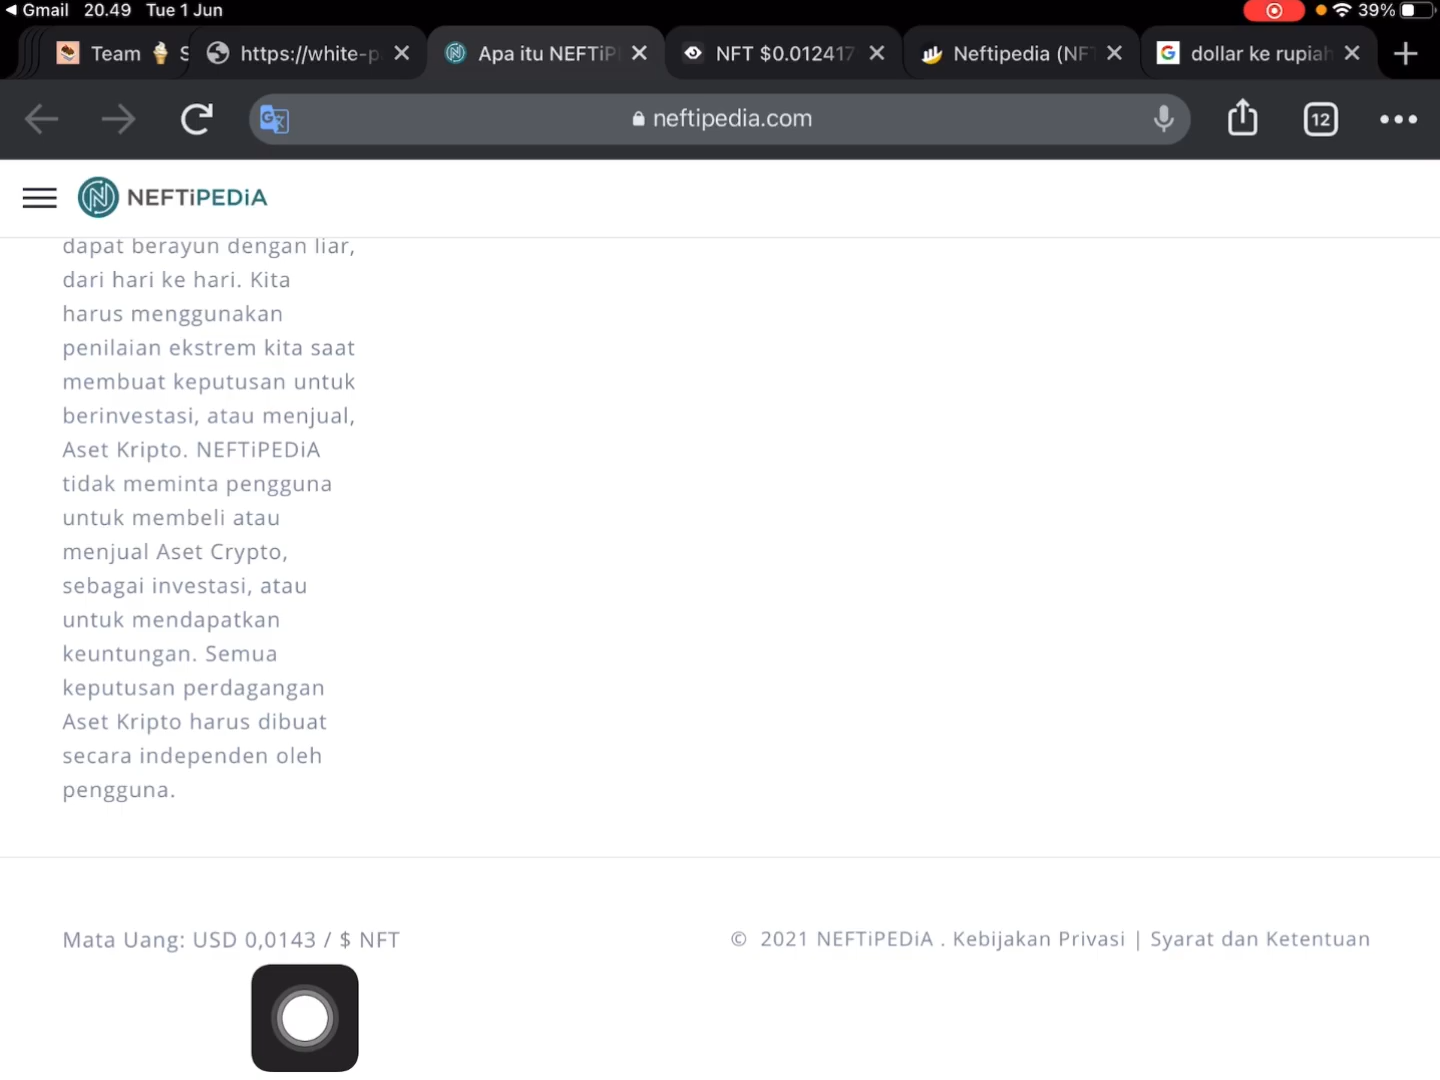 Gmail 20.49 Tue 1 Jun 39%
Team S https://white-p Apa itu NEFTiP NFT $0.012417 Neftipedia (NF dollar ke rupiah
neftipedia.com 12
NEFTiPEDiA
dapat berayun dengan liar,
dari hari ke hari. Kita
harus menggunakan
penilaian ekstrem kita saat
membuat keputusan untuk
berinvestasi, atau menjual,
Aset Kripto. NEFTiPEDiA
tidak meminta pengguna
untuk membeli atau
menjual Aset Crypto,
sebagai investasi, atau
untuk mendapatkan
keuntungan. Semua
keputusan perdagangan
Aset Kripto harus dibuat
secara independen oleh
pengguna.
Mata Uang: USD 0,0143 / $ NFT
© 2021 NEFTiPEDiA . Kebijakan Privasi | Syarat dan Ketentuan